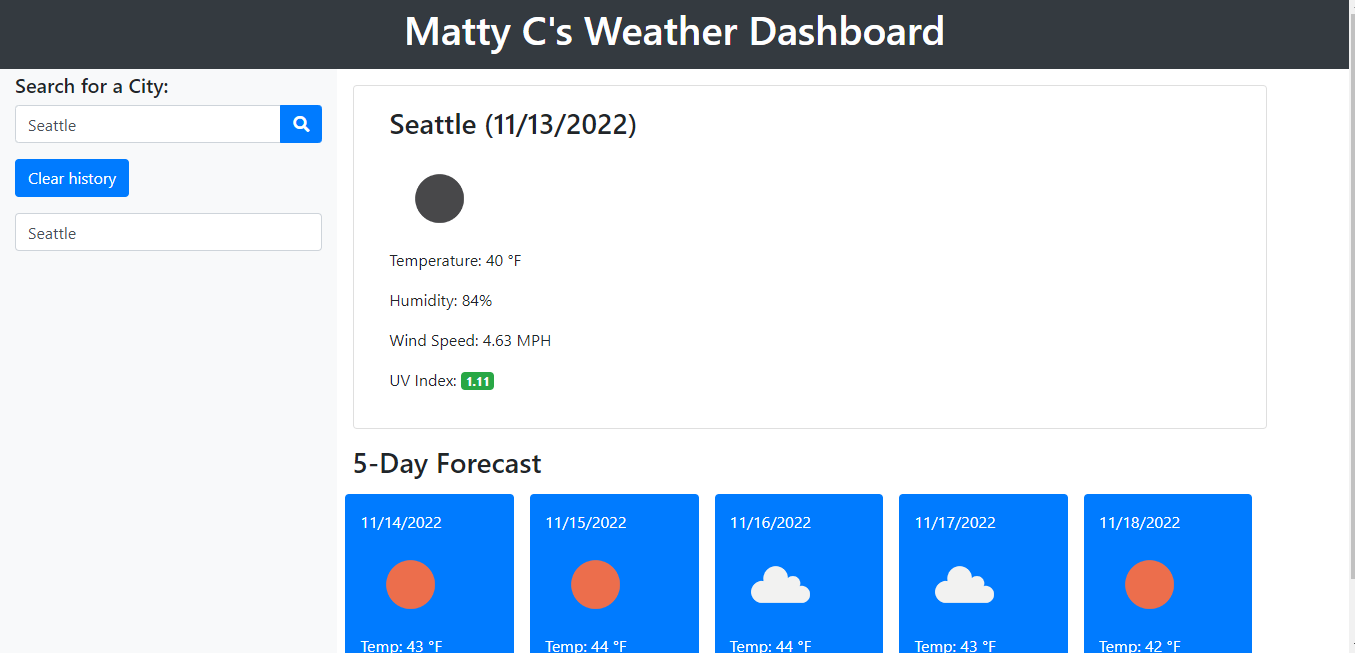 Matty C's Weather Dashboard
Search for a City:
Seattle
Clear history
Seattle
Seattle (11/13/2022)
Temperature: 40 °F
Humidity: 84%
Wind Speed: 4.63 MPH
UV Index: 1.11
5-Day Forecast
11/14/2022
Temp: 43 °F
11/15/2022
Temp: 44 °F
11/16/2022
Temp: 44 °F
11/17/2022
Temp: 43 °F
11/18/2022
Temp: 42 °F